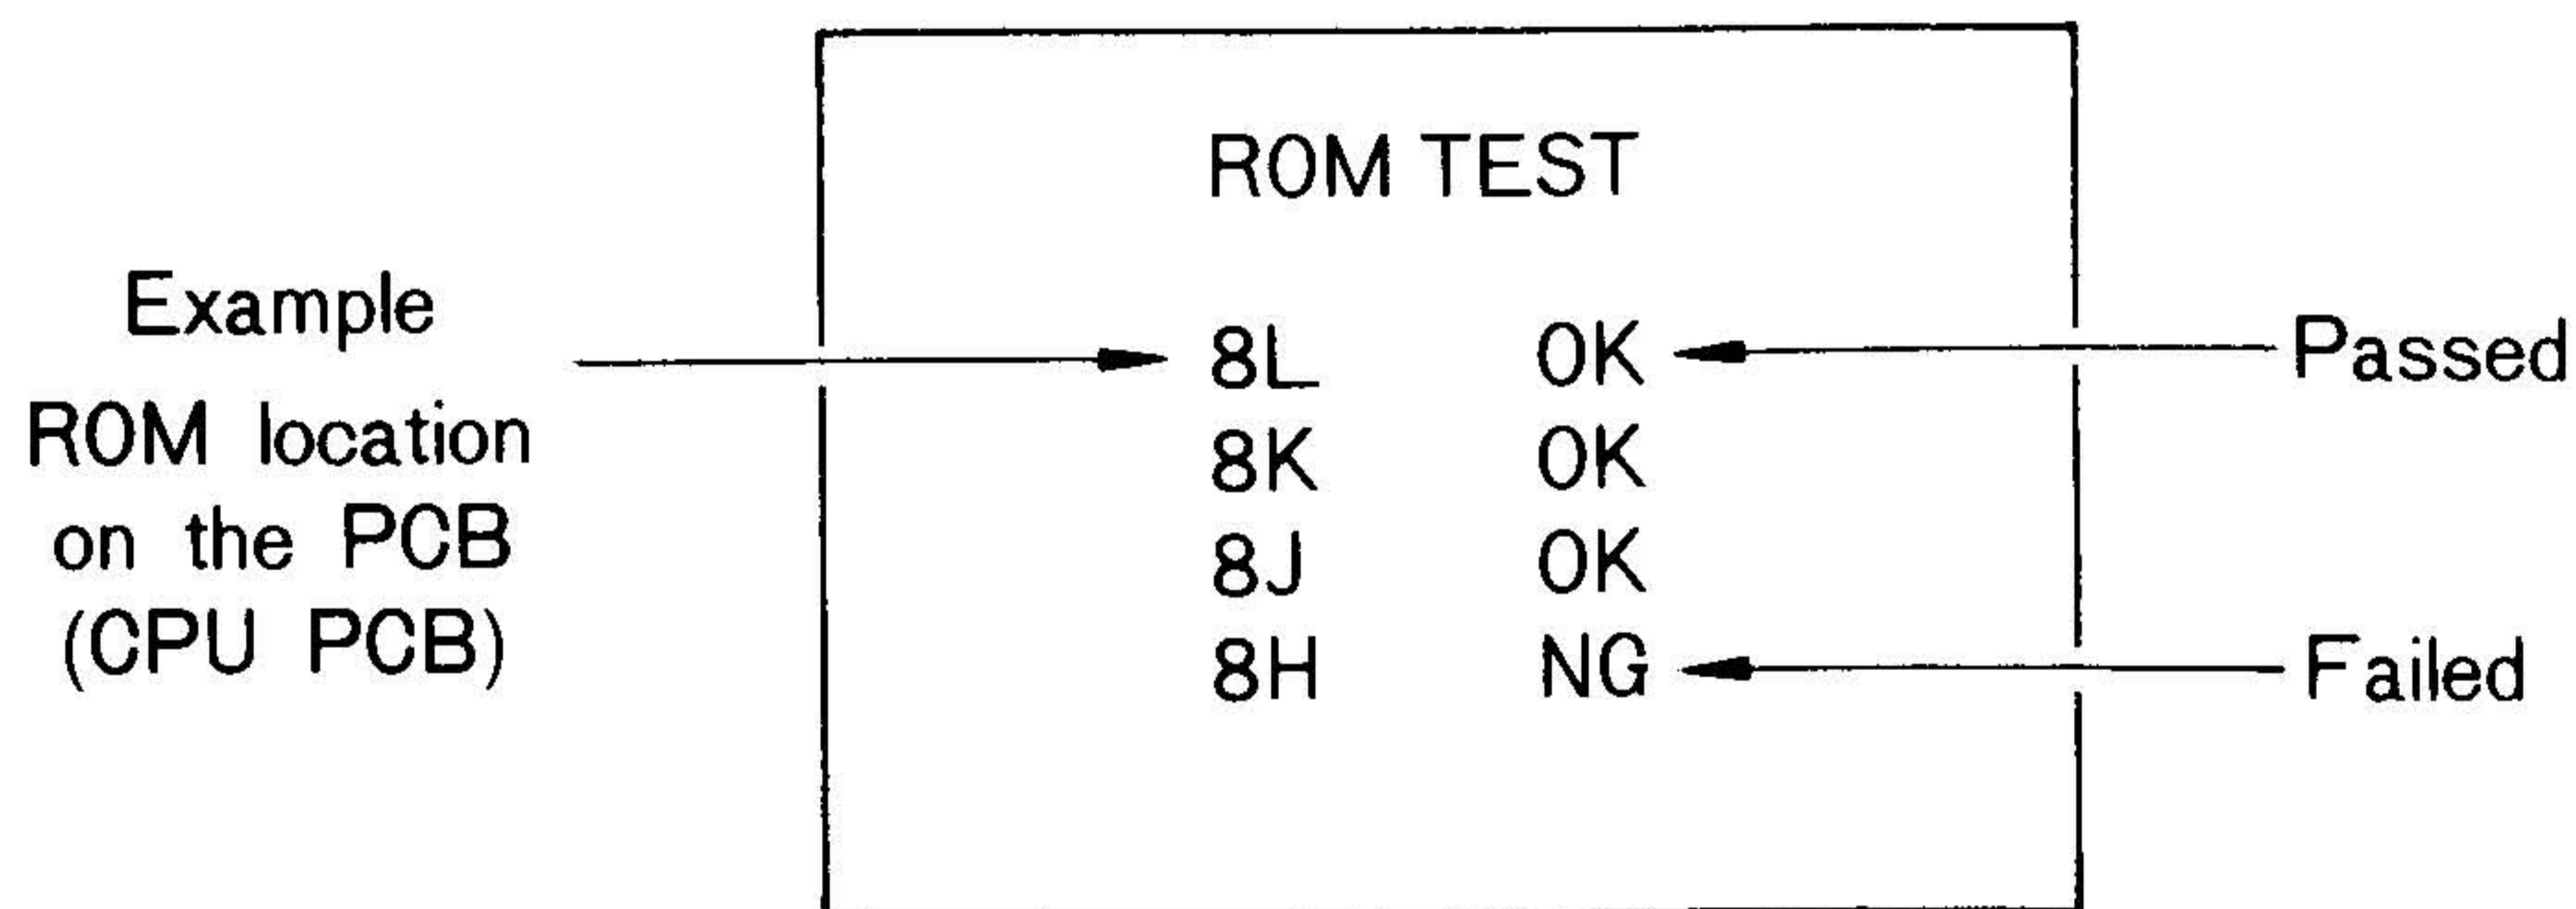 ROM TEST
Example
ROM location
on the PCB
(CPU PCB)
8L OK
8K OK
8J OK
8H NG
Passed
Failed